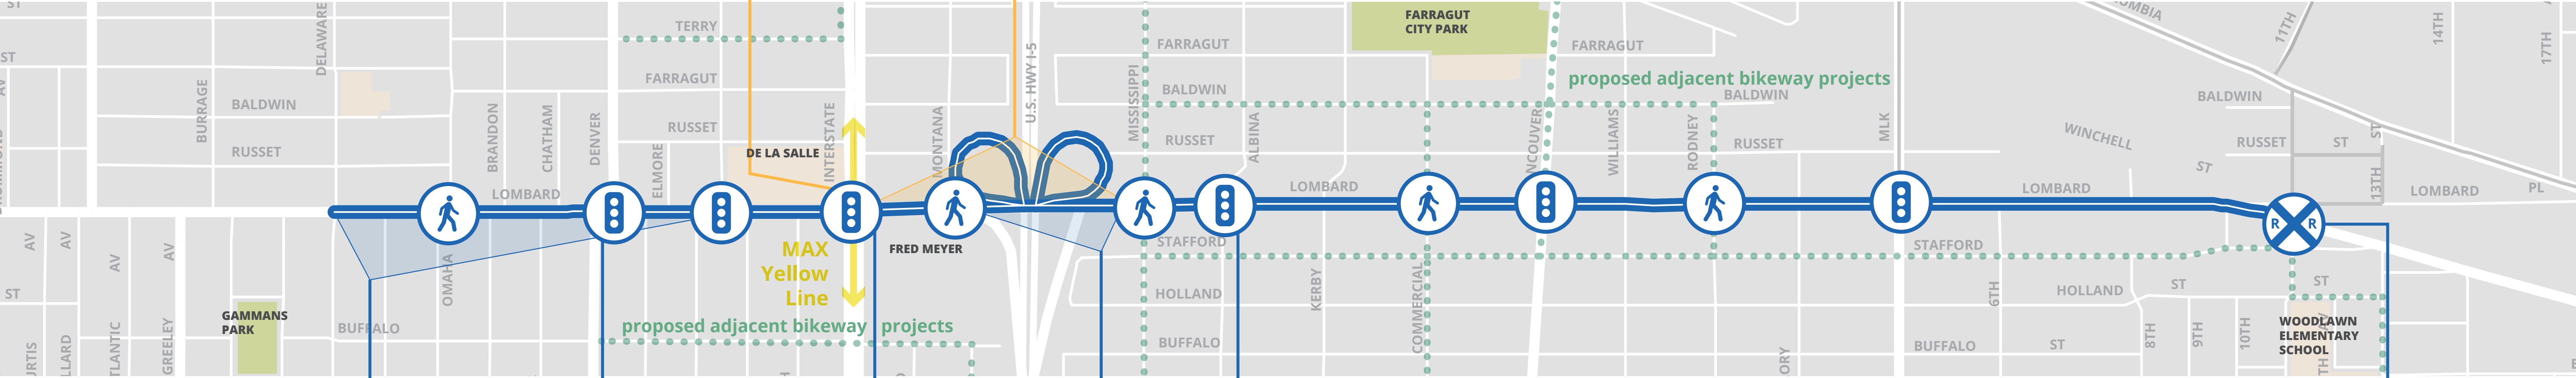 ST
DELAWARE
TERRY
U.S. HWY I-5
FARRAGUT
CITY PARK
11TH
14TH
17TH
ST
AV
FARRAGUT
FARRAGUT
FARRAGUT
MISSISSIPPI
proposed adjacent bikeway projects
BURRAGE
BALDWIN
BRANDON
CHATHAM
DENVER
RUSSET
INTERSTATE
MONTANA
BALDWIN
RUSSET
ALBINA
WILLIAMS
RODNEY
BALDWIN
RUSSET
MLK
WINCHELL
ST
BALDWIN
RUSSET
ST
ST
13TH
RUSSET
ELMORE
DE LA SALLE
LOMBARD
LOMBARD
LOMBARD
LOMBARD
PL
R
R
AV
AV
AV
AV
OMAHA
MAX
Yellow
Line
FRED MEYER
STAFFORD
STAFFORD
ST
GAMMANS
PARK
BUFFALO
GREELEY
proposed adjacent bikeway projects
HOLLAND
BUFFALO
KERBY
COMMERCIAL
6TH
HOLLAND
ST
ST
BUFFALO
ST
8TH
9TH
10TH
WOODLAWN
ELEMENTARY
SCHOOL